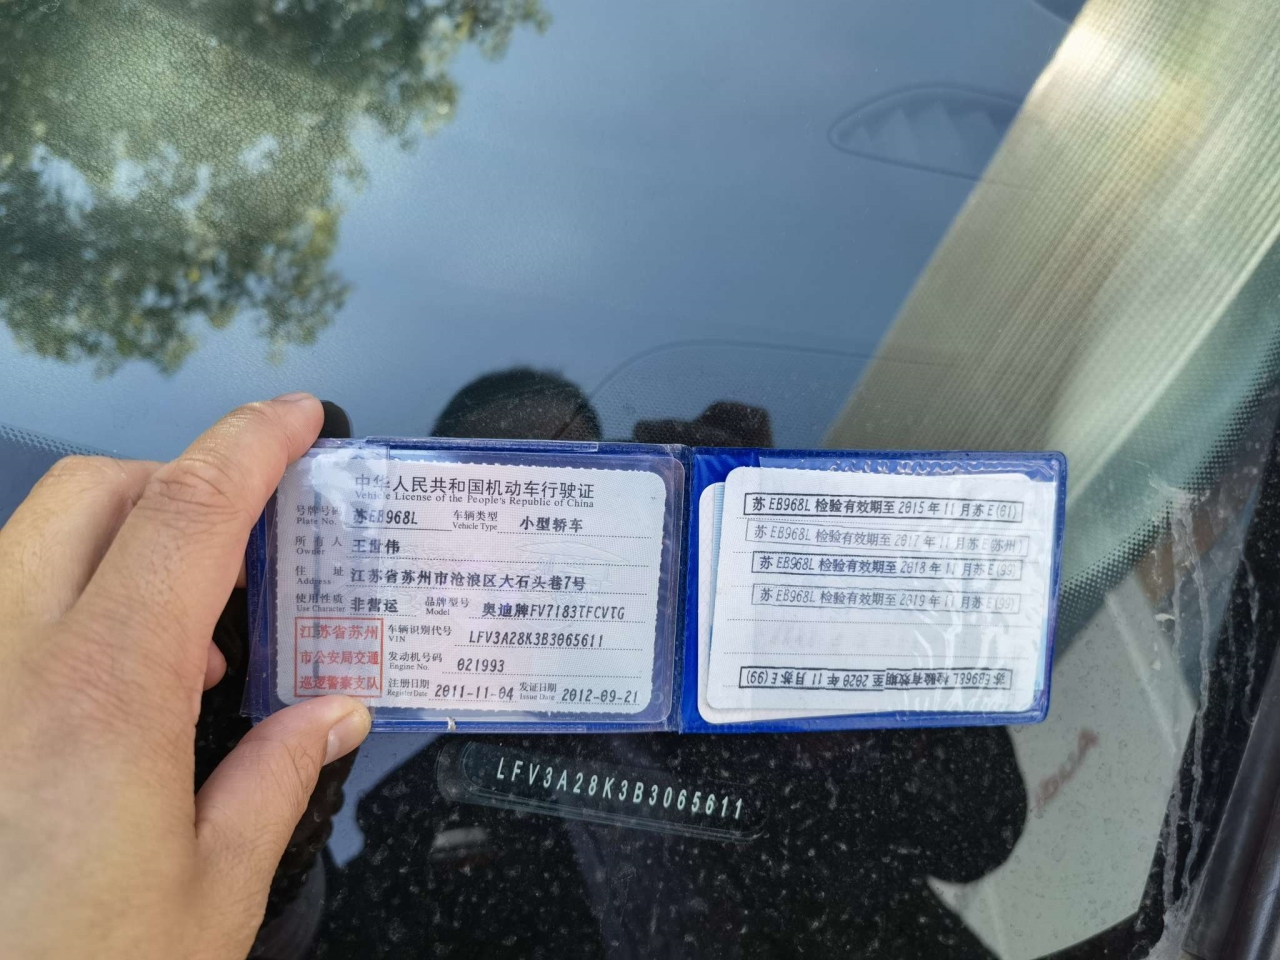 中华人民共和国机动车行驶证
Vehicle License of the People's Republic of China
号牌号码 Plate No. 苏EB968L 车辆类型 Vehicle Type 小型轿车
所有人 Owner 王世伟
住址 Address 江苏省苏州市沧浪区大石头巷7号
使用性质 Use Character 非营运 品牌型号 Model 奥迪牌FV7183TFCVTG
江苏省苏州
市公安局交通
巡逻警察支队
车辆识别代号 VIN LFV3A28K3B3065611
发动机号码 Engine No. 021993
注册日期 Register Date 2011-11-04 发证日期 Issue Date 2012-09-21
苏EB968L 检验有效期至2015年11月苏E(61)
苏EB968L 检验有效期至2017年11月苏E 苏州
苏EB968L 检验有效期至2018年11月苏E(99)
苏EB968L 检验有效期至2019年11月苏E(99)
苏EB968L 检验有效期至2020年11月苏E(99)
LFV3A28K3B3065611